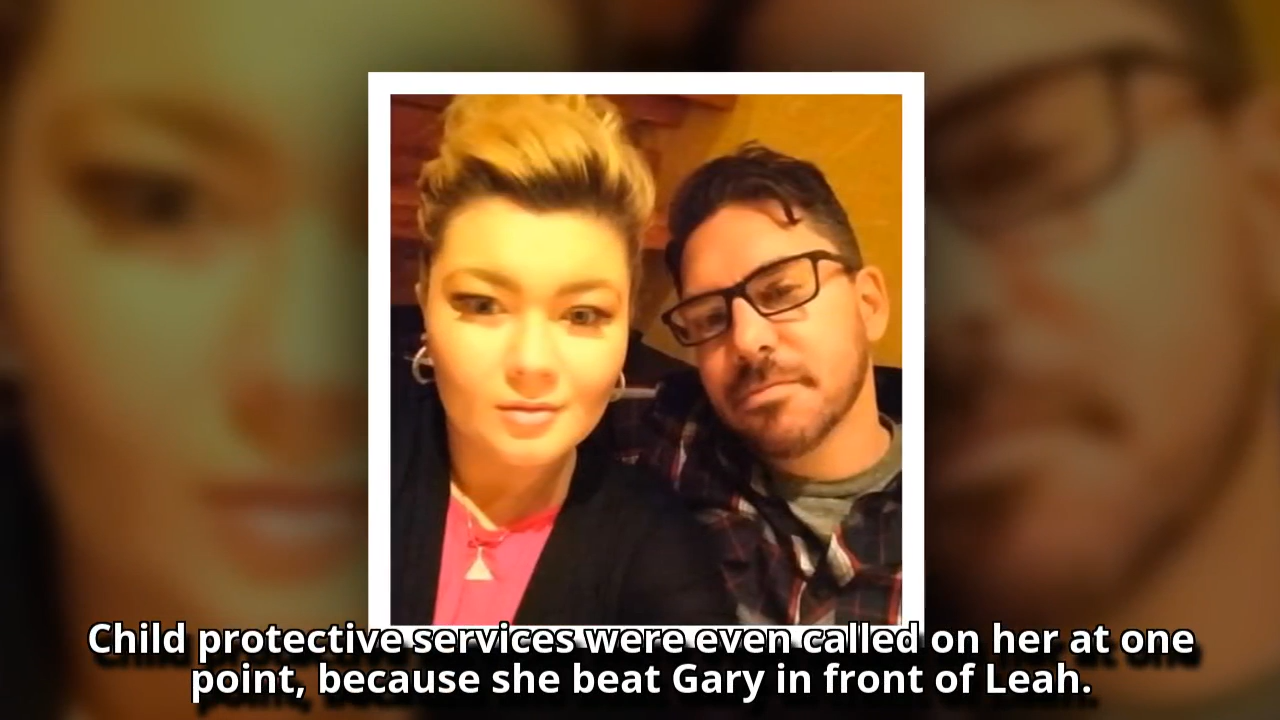 Child protective services were even called on her at one
point, because she beat Gary in front of Leah.